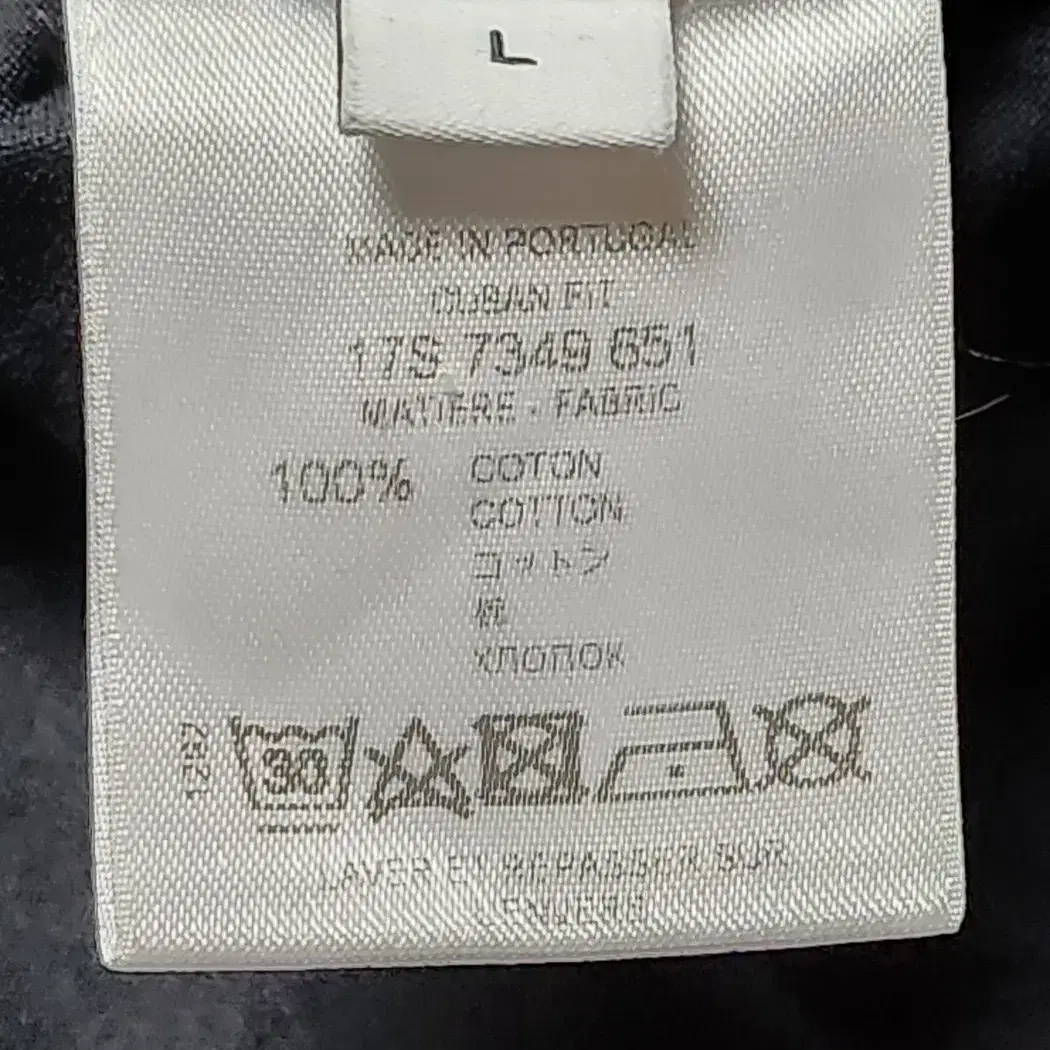 L
MADE IN PORTUGAL
CUBAN FIT
17S 7349 651
MATIERE - FABRIC
100% COTON
COTTON
コットン
棉
ХЛОПОК
30
LAVER ET REPASSER SUR
L'ENVERS